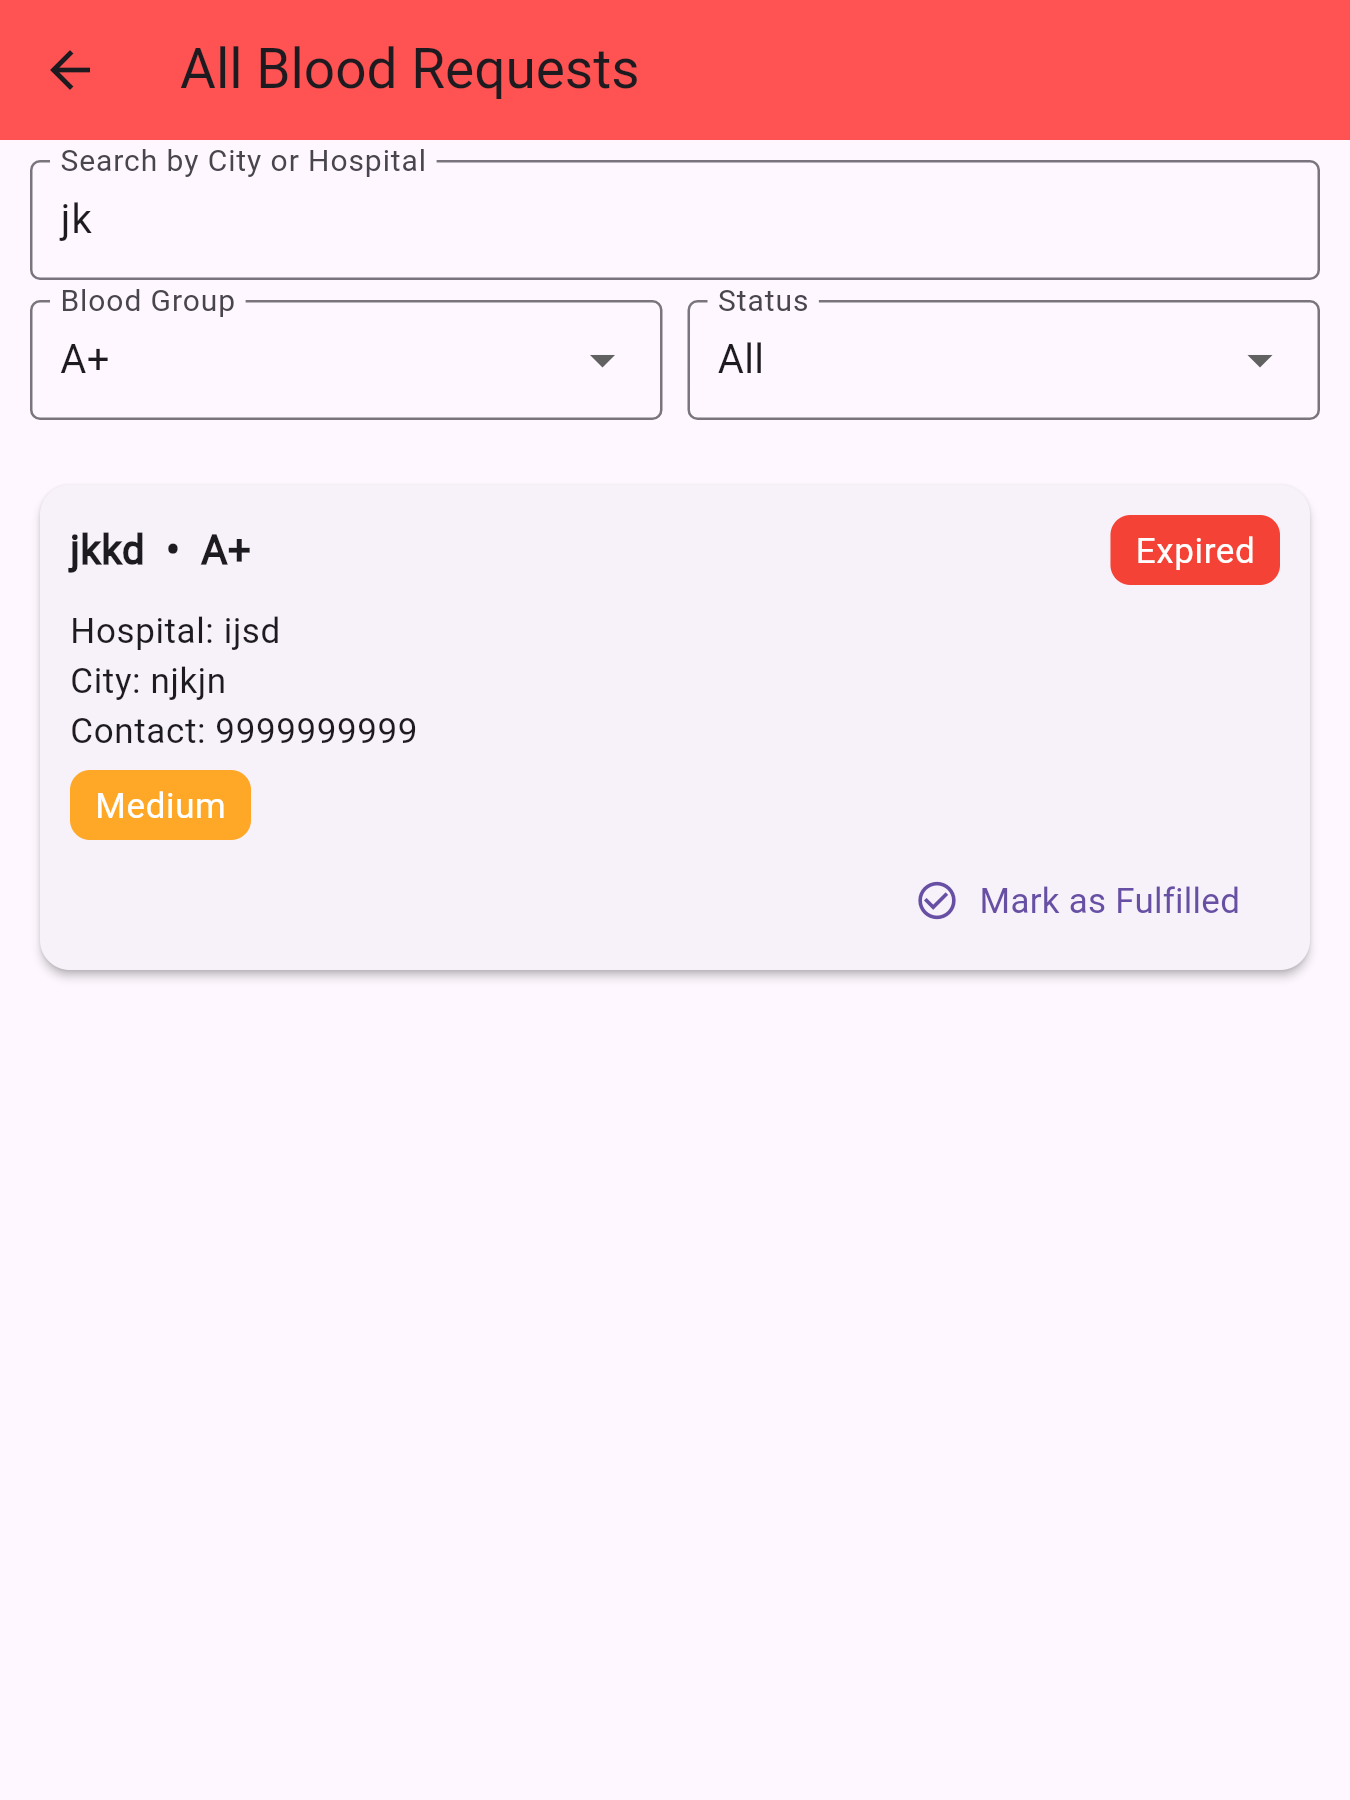 All Blood Requests
Search by City or Hospital
jk
Blood Group
Status
A+
All
jkkd • A+
Expired
Hospital: ijsd
City: njkjn
Contact: 9999999999
Medium
Mark as Fulfilled